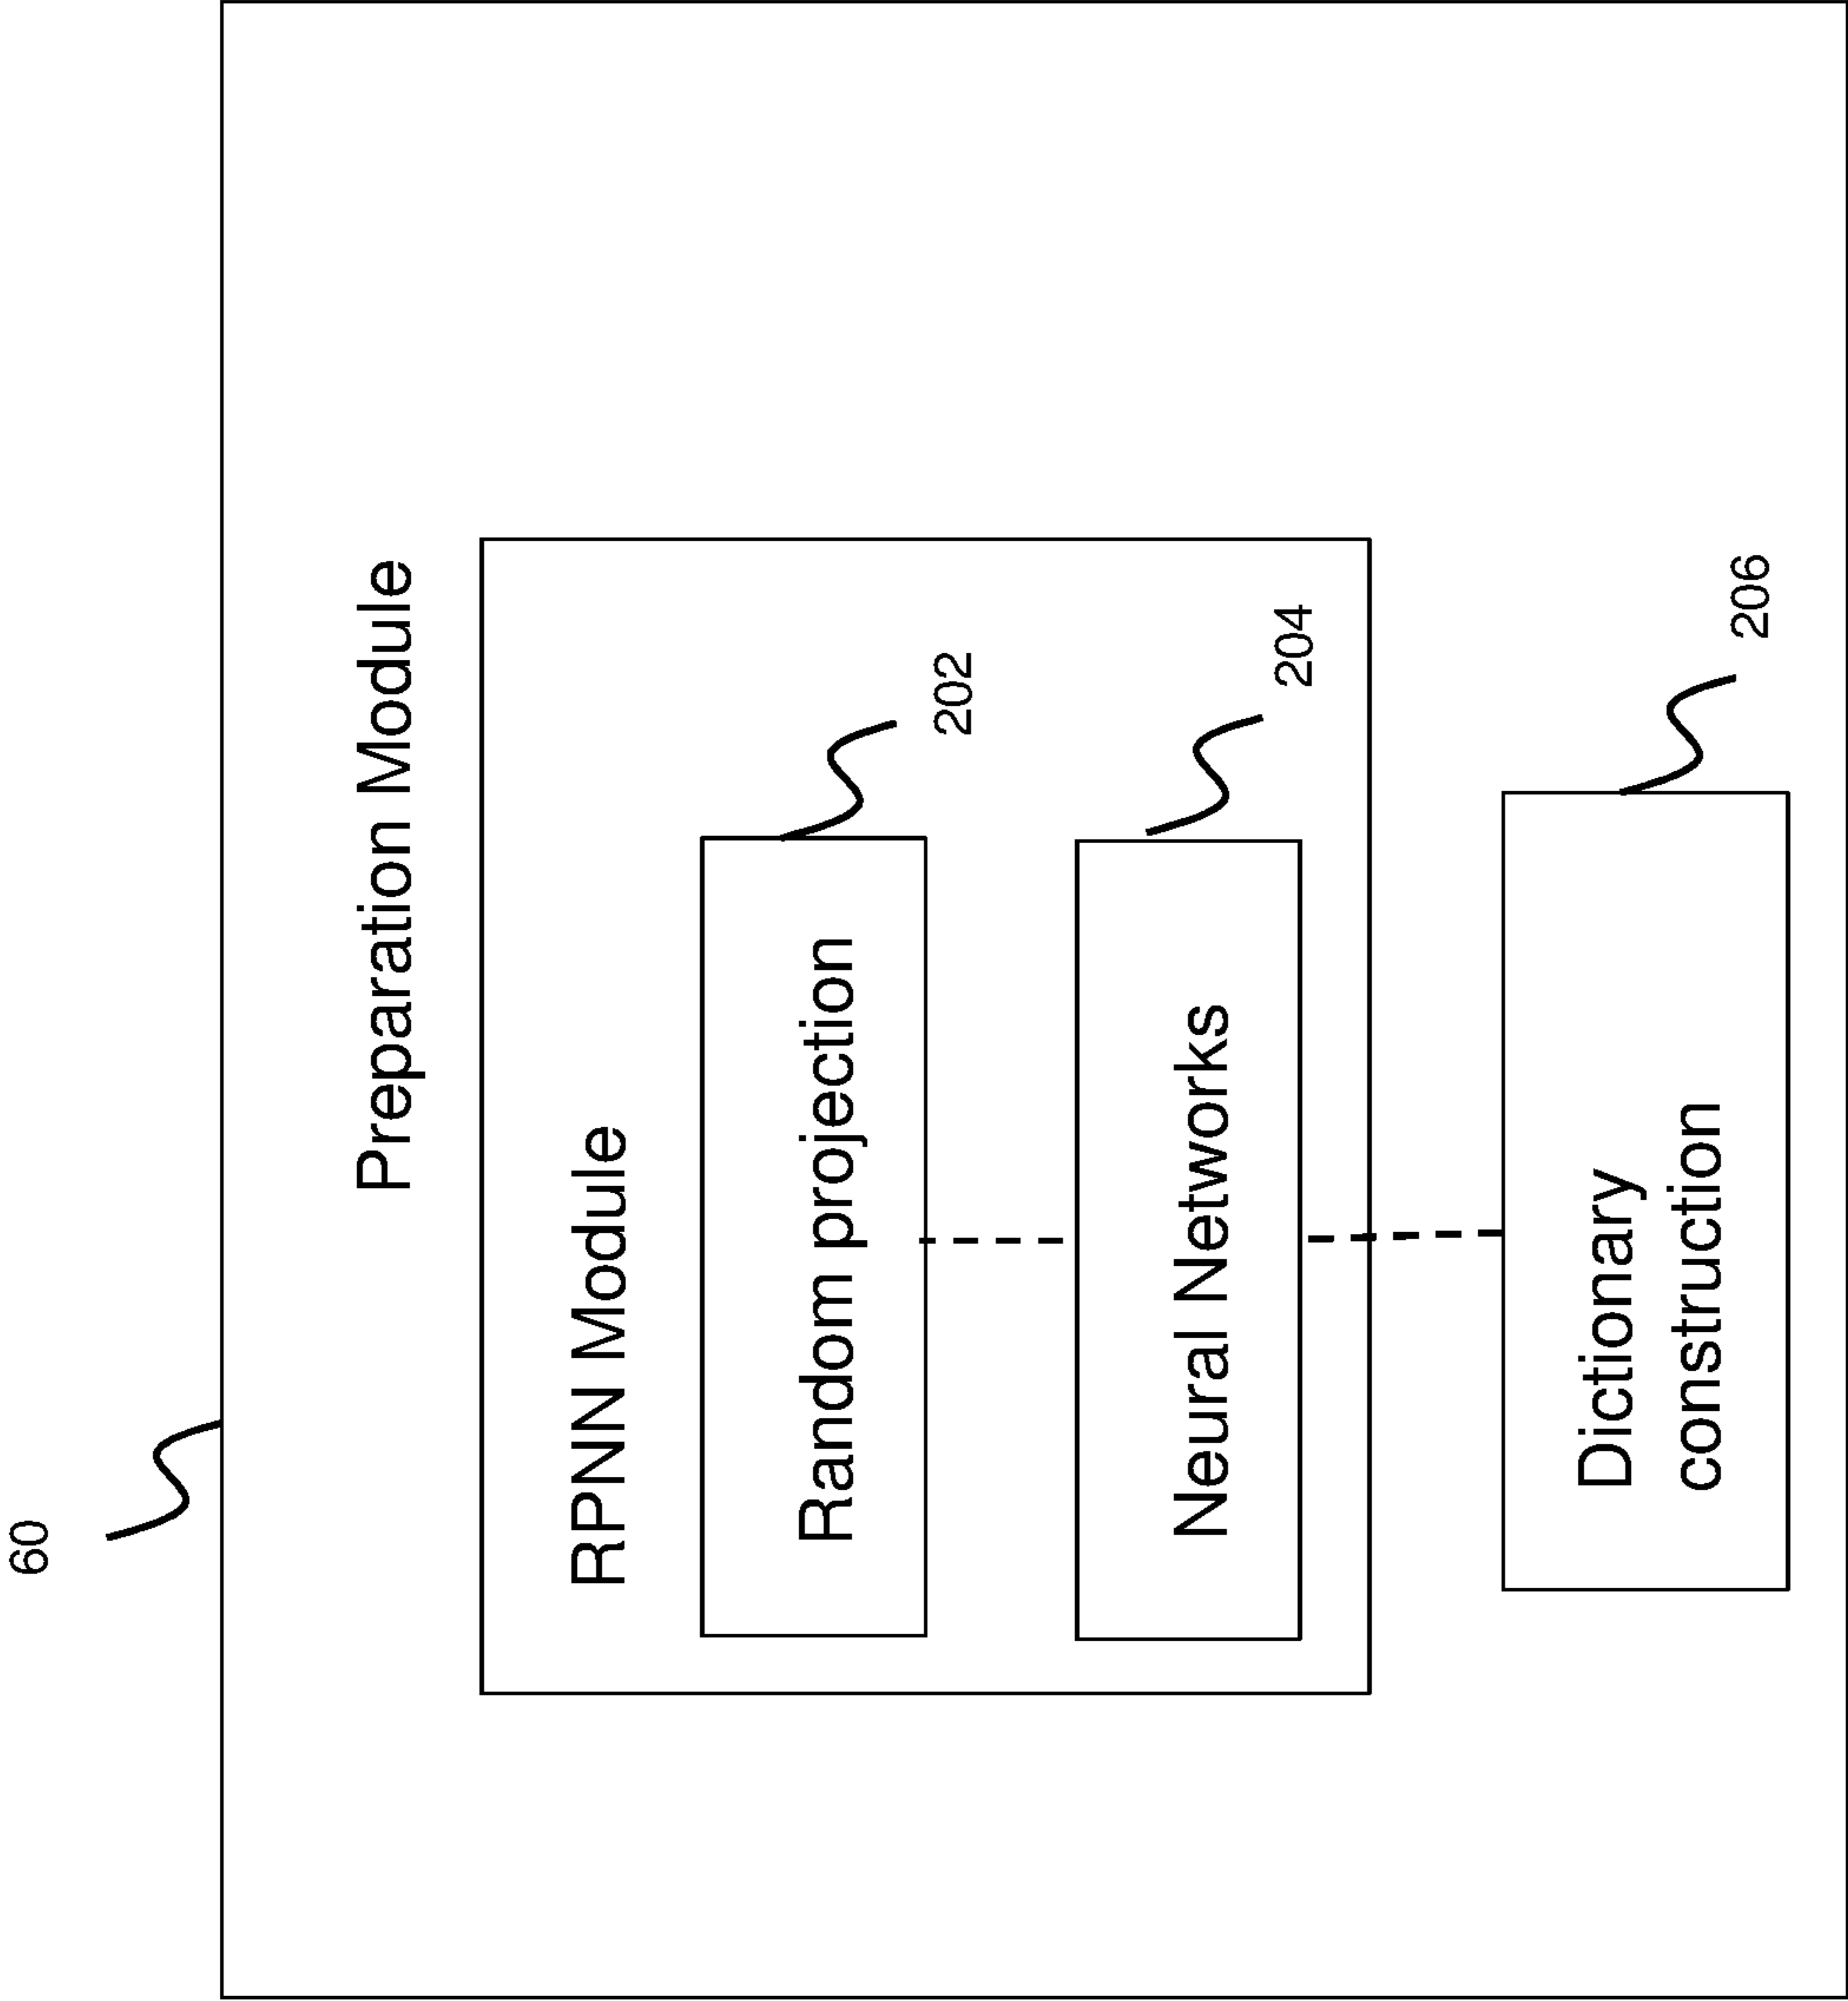 60
Preparation Module
RPNN Module
Random projection
202
Neural Networks
204
Dictionary
construction
206